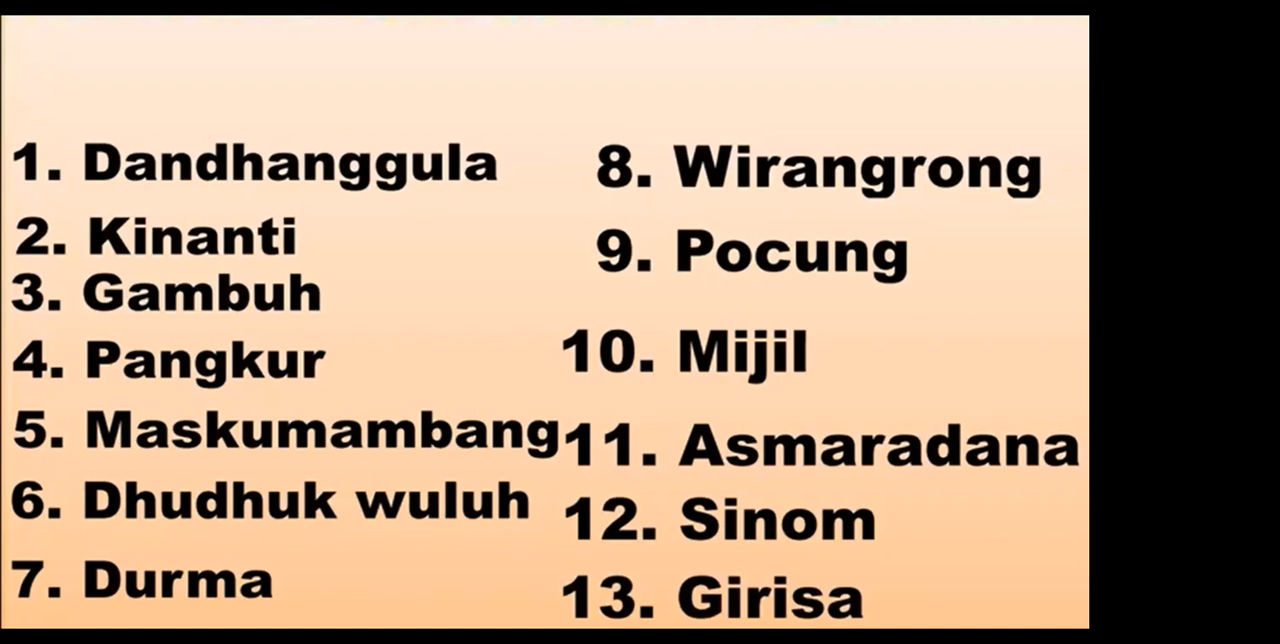 1. Dandhanggula
2. Kinanti
3. Gambuh
4. Pangkur
5. Maskumambang
6. Dhudhuk wuluh
7. Durma
8. Wirangrong
9. Pocung
10. Mijil
11. Asmaradana
12. Sinom
13. Girisa